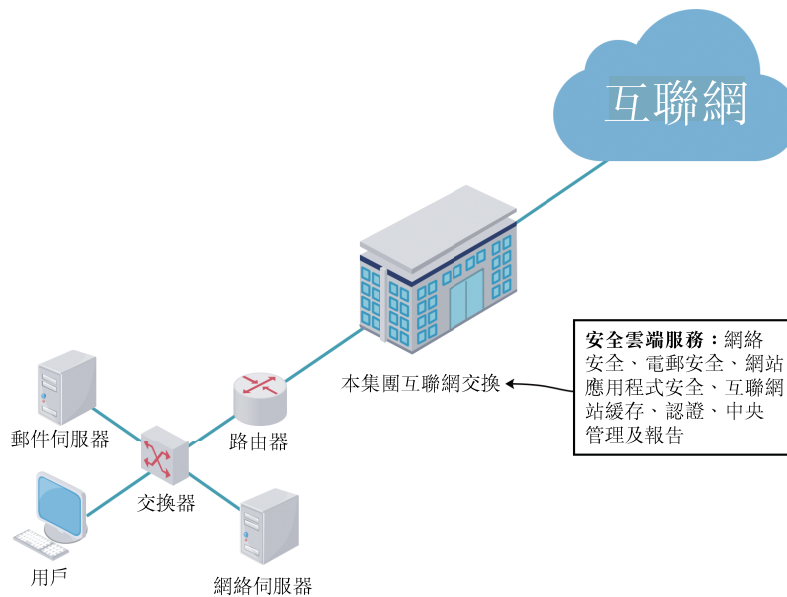 互聯網
安全雲端服務：網絡
安全、電郵安全、網站
應用程式安全、互聯網
站緩存、認證、中央
管理及報告
本集團互聯網交換
郵件伺服器
路由器
交換器
用戶
網絡伺服器